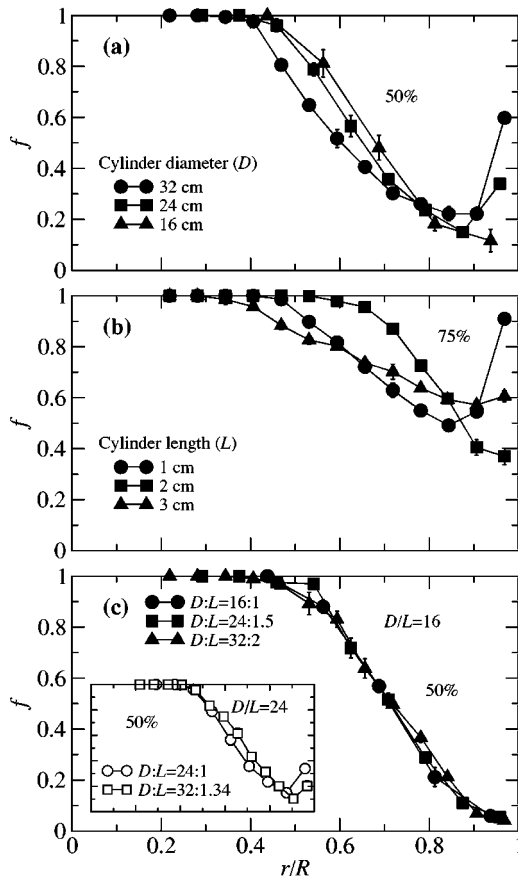 1
(a)
0.8
50%
0.6
f
Cylinder diameter (D)
0.4
32 cm
24 cm
0.2
16 cm
0
1
(b)
0.8
75%
0.6
f
Cylinder length (L)
0.4
1 cm
2 cm
0.2
3 cm
0
1
(c)
D:L=16:1
D/L=16
0.8
D:L=24:1.5
D:L=32:2
0.6
50%
f
D/L=24
50%
0.4
0.2
D:L=24:1
D:L=32:1.34
0
0 0.2 0.4 0.6 0.8 1
r/R